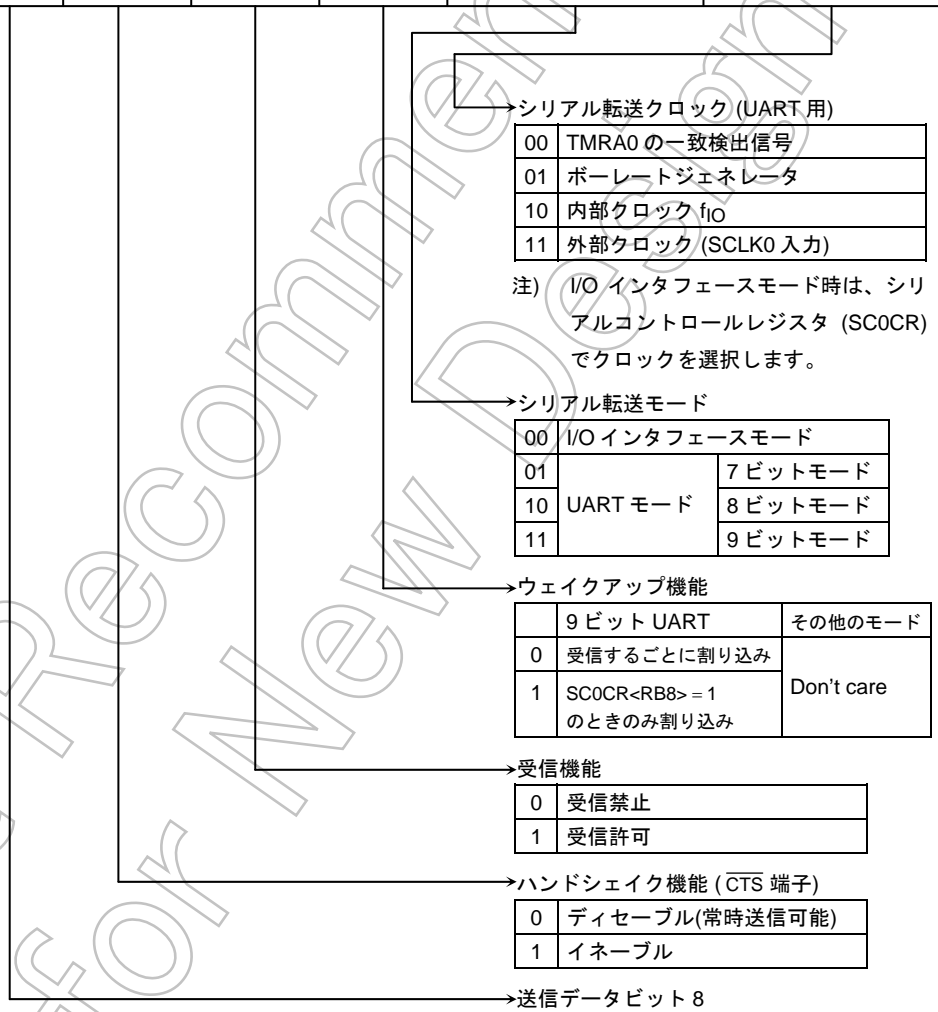 シリアル転送クロック (UART 用)
00 TMRA0 の一致検出信号
01 ボーレートジェネレータ
10 内部クロック fIO
11 外部クロック (SCLK0 入力)
注) I/O インタフェースモード時は、シリ
アルコントロールレジスタ (SC0CR)
でクロックを選択します。
シリアル転送モード
00 I/O インタフェースモード
01 7 ビットモード
10 UART モード 8 ビットモード
11 9 ビットモード
ウェイクアップ機能
9 ビット UART その他のモード
0 受信するごとに割り込み
1 SC0CR<RB8> = 1 Don't care
のときのみ割り込み
受信機能
0 受信禁止
1 受信許可
ハンドシェイク機能 ( C̅T̅S̅ 端子)
0 ディセーブル(常時送信可能)
1 イネーブル
送信データビット 8
Recommen
for New Design